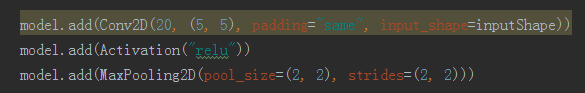 model.add(Conv2D(20, (5, 5), padding="same", input_shape=inputShape))
model.add(Activation("relu"))
model.add(MaxPooling2D(pool_size=(2, 2), strides=(2, 2)))